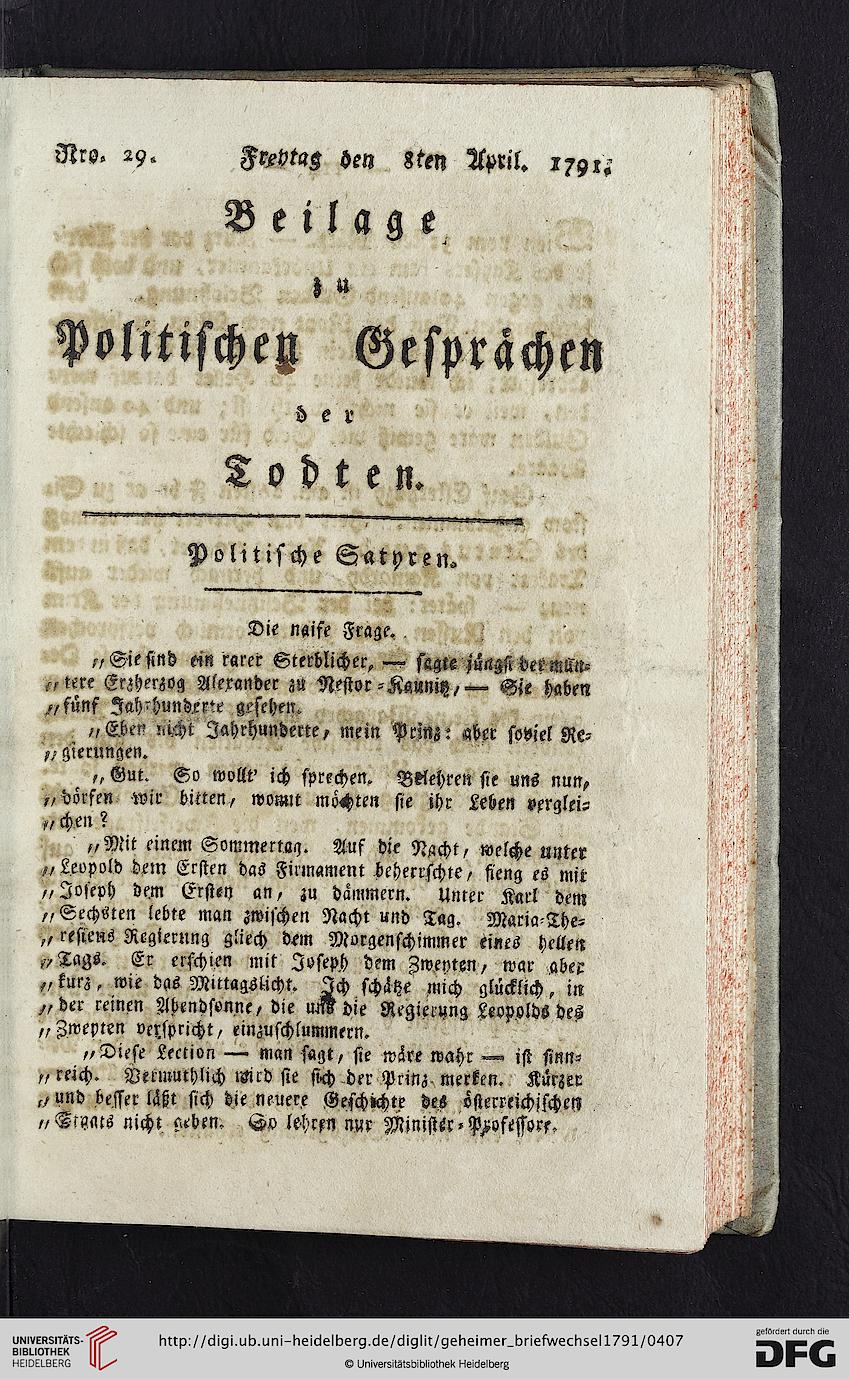 Nro. 29. Freytag den 8ten April. 1791.
Beilage
zu
Politischen Gesprächen
der
Todten.
Politische Satyren.
Die naife Frage.
„Sie sind ein rarer Sterblicher, — sagte jüngst der mun=
„tere Erzherzog Alexander zu Nestor=Kaunitz, — Sie haben
„fünf Jahrhunderte gesehen.
„Eben nicht Jahrhunderte, mein Prinz: aber soviel Re=
„gierungen.
„Gut. So wollt' ich sprechen. Belehren sie uns nun,
„dörfen wir bitten, womit möchten sie ihr Leben verglei=
„chen?
„Mit einem Sommertag. Auf die Nacht, welche unter
„Leopold dem Ersten das Firmament beherrschte, fieng es mit
„Joseph dem Ersten an, zu dämmern. Unter Karl dem
„Sechsten lebte man zwischen Nacht und Tag. Maria=The=
„resiens Regierung gliech dem Morgenschimmer eines hellen
„Tags. Er erschien mit Joseph dem Zweyten, war aber
„kurz, wie das Mittagslicht. Ich schätze mich glücklich, in
„der reinen Abendsonne, die uns die Regierung Leopolds des
„Zweyten verspricht, einzuschlummern.
„Diese Lection — man sagt, sie wäre wahr — ist sinn=
„reich. Vermuthlich wird sie sich der Prinz merken. Kürzer
„und besser läßt sich die neuere Geschichte des österreichischen
„Staats nicht geben. So lehren nur Minister=Professore.
UNIVERSITÄTS-
BIBLIOTHEK
HEIDELBERG
http://digi.ub.uni-heidelberg.de/diglit/geheimer_briefwechsel1791/0407
© Universitätsbibliothek Heidelberg
gefördert durch die
DFG